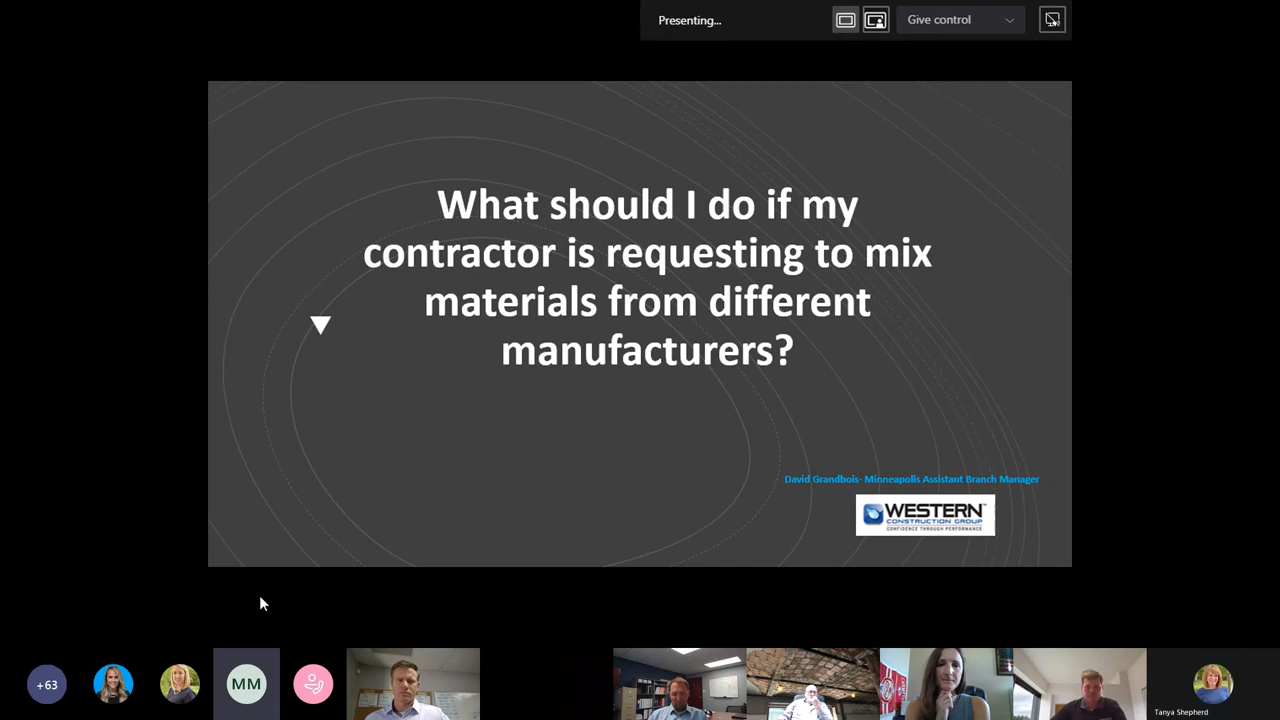 Presenting...
Give control
What should I do if my
contractor is requesting to mix
materials from different
manufacturers?
David Grandbois- Minneapolis Assistant Branch Manager
WESTERN™
CONSTRUCTION GROUP
CONFIDENCE THROUGH PERFORMANCE
+63
MM
Tanya Shepherd